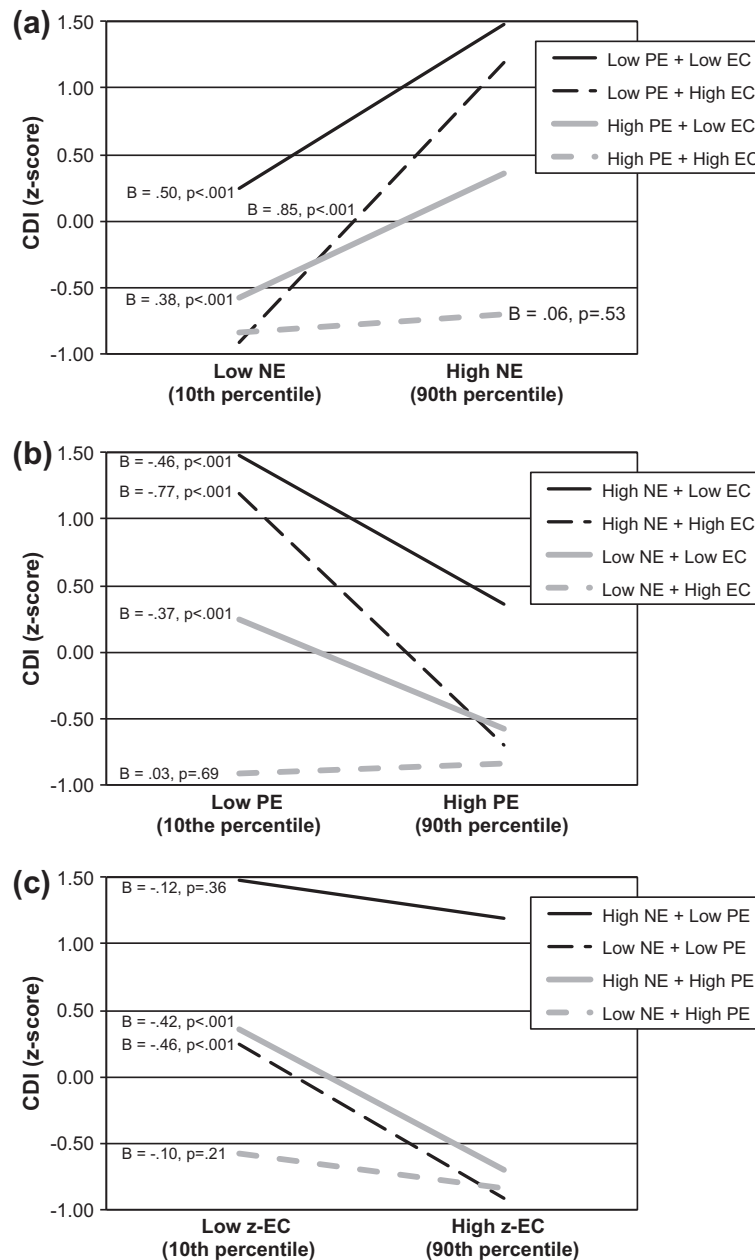 (a)
1.50
1.00
0.50
0.00
-0.50
-1.00
CDI (z-score)
Low PE + Low EC
Low PE + High EC
High PE + Low EC
High PE + High EC
B = .50, p<.001
B = .85, p<.001
B = .38, p<.001
B = .06, p=.53
Low NE
(10th percentile)
High NE
(90th percentile)
(b)
1.50
1.00
0.50
0.00
-0.50
-1.00
CDI (z-score)
High NE + Low EC
High NE + High EC
Low NE + Low EC
Low NE + High EC
B = -.46, p<.001
B = -.77, p<.001
B = -.37, p<.001
B = .03, p=.69
Low PE
(10the percentile)
High PE
(90th percentile)
(c)
1.50
1.00
0.50
0.00
-0.50
-1.00
CDI (z-score)
High NE + Low PE
Low NE + Low PE
High NE + High PE
Low NE + High PE
B = -.12, p=.36
B = -.42, p<.001
B = -.46, p<.001
B = -.10, p=.21
Low z-EC
(10th percentile)
High z-EC
(90th percentile)